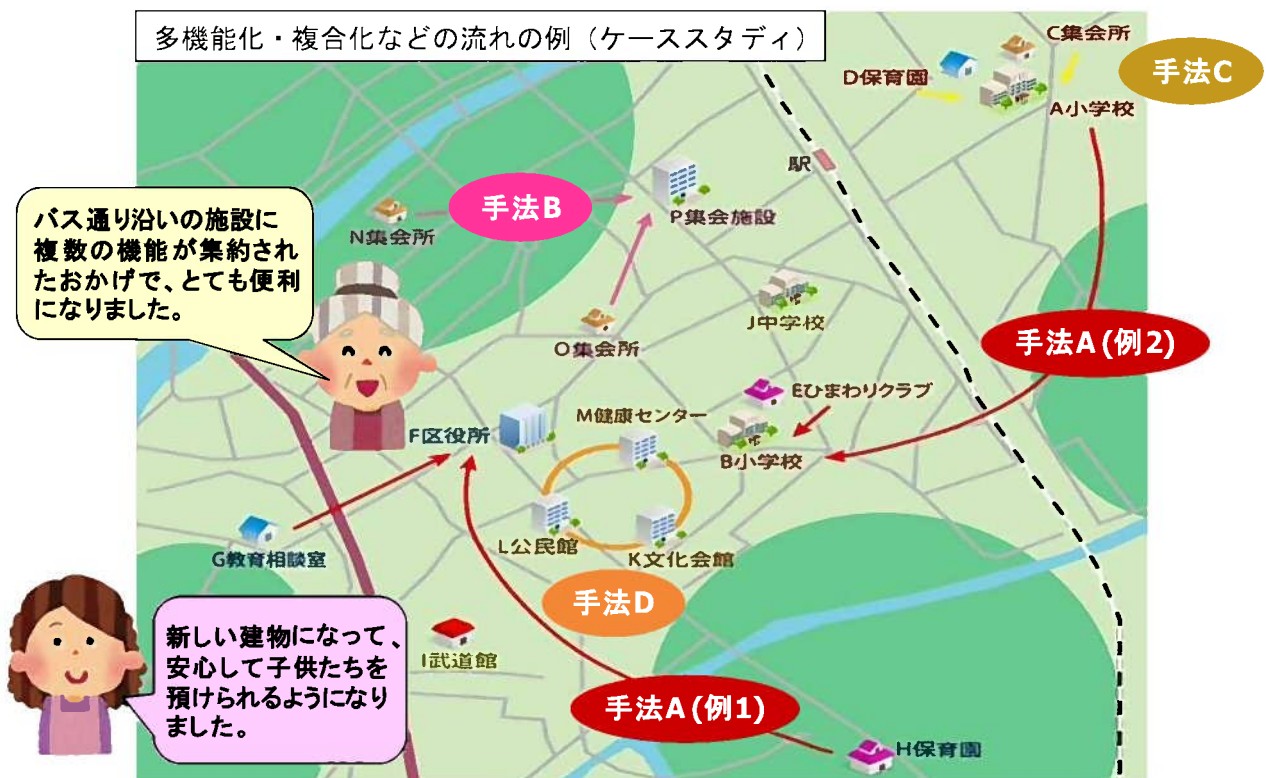 多機能化・複合化などの流れの例（ケーススタディ）
C集会所
手法C
D保育園
A小学校
駅
バス通り沿いの施設に
複数の機能が集約され
たおかげで、とても便利
になりました。
手法B
P集会施設
N集会所
J中学校
O集会所
手法A(例2)
Eひまわりクラブ
M健康センター
F区役所
B小学校
L公民館
K文化会館
G教育相談室
手法D
新しい建物になって、
安心して子供たちを
預けられるようになり
ました。
I武道館
手法A(例1)
H保育園